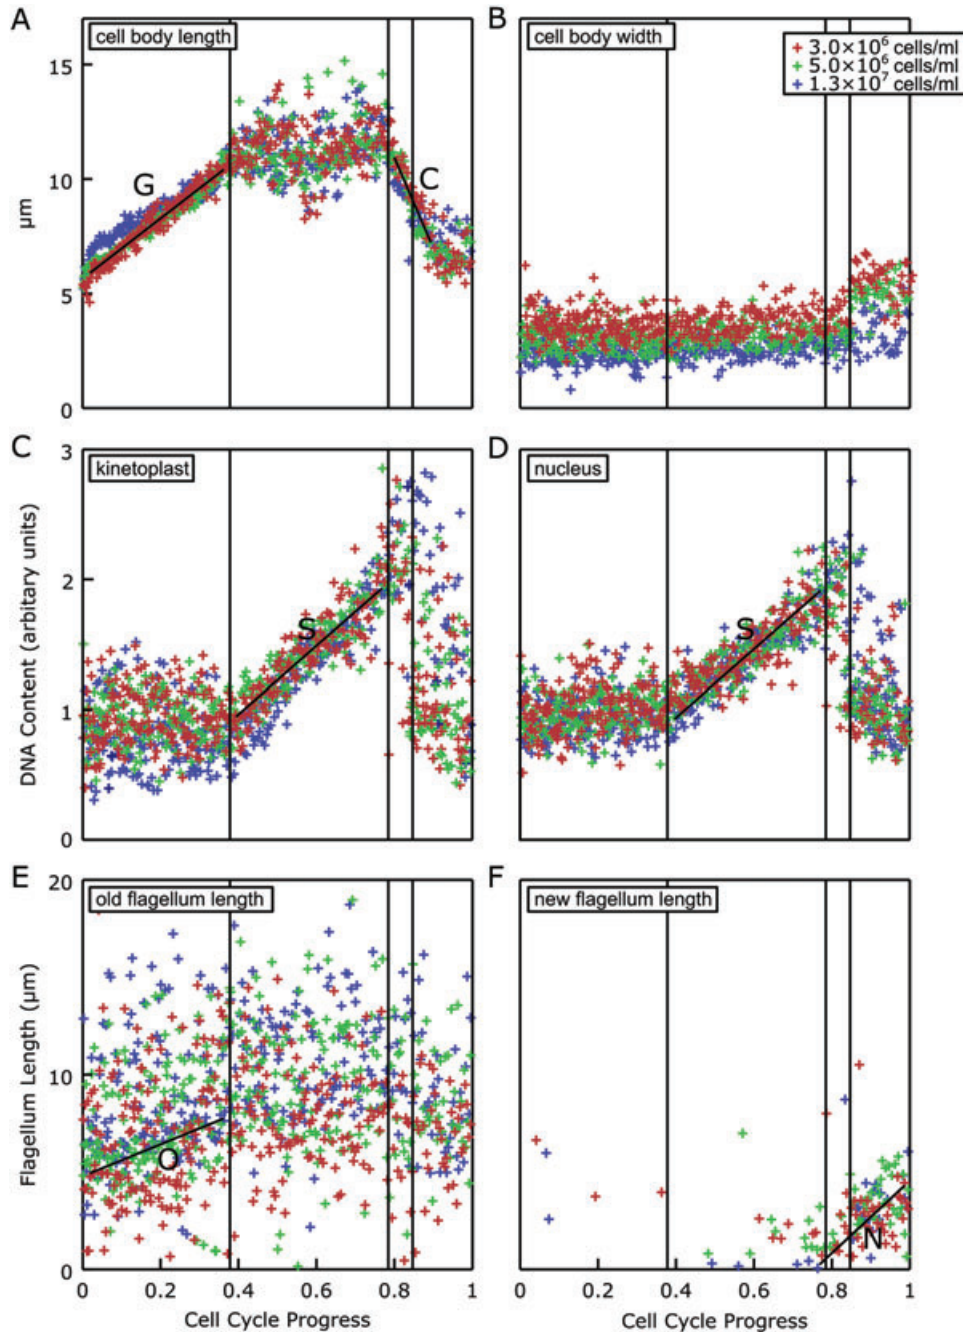 A
B
cell body length
cell body width
3.0×10⁶ cells/ml
5.0×10⁶ cells/ml
1.3×10⁷ cells/ml
15
10
5
0
µm
G
C
C
D
kinetoplast
nucleus
3
2
1
0
DNA Content (arbitary units)
S
S
E
F
old flagellum length
new flagellum length
20
10
0
Flagellum Length (µm)
O
N
0 0.2 0.4 0.6 0.8 1
0 0.2 0.4 0.6 0.8 1
Cell Cycle Progress
Cell Cycle Progress